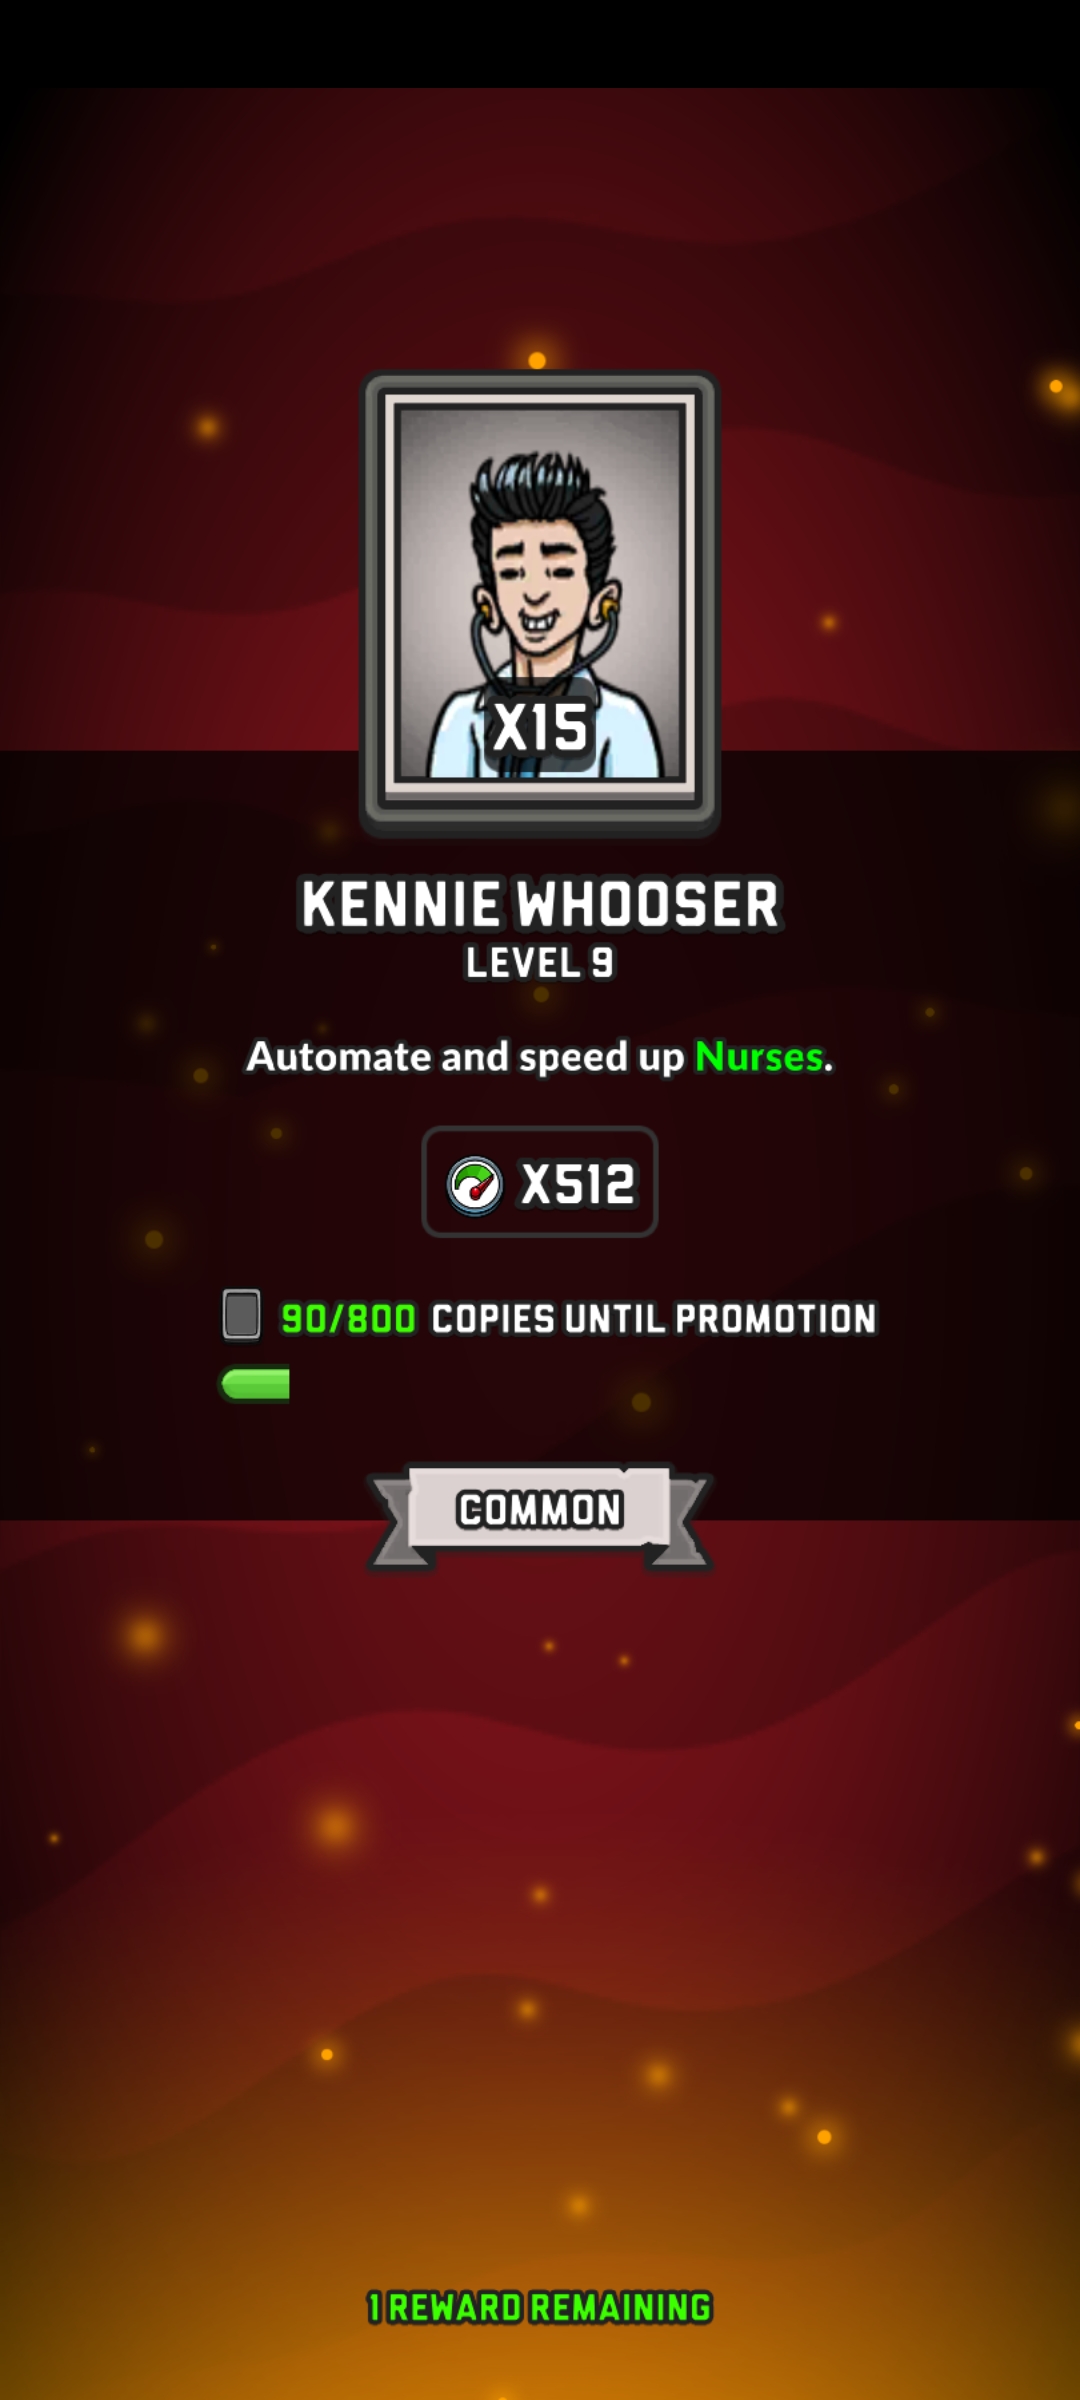 X15
KENNIE WHOOSER
LEVEL 9
Automate and speed up Nurses.
X512
90/800 COPIES UNTIL PROMOTION
COMMON
1 REWARD REMAINING